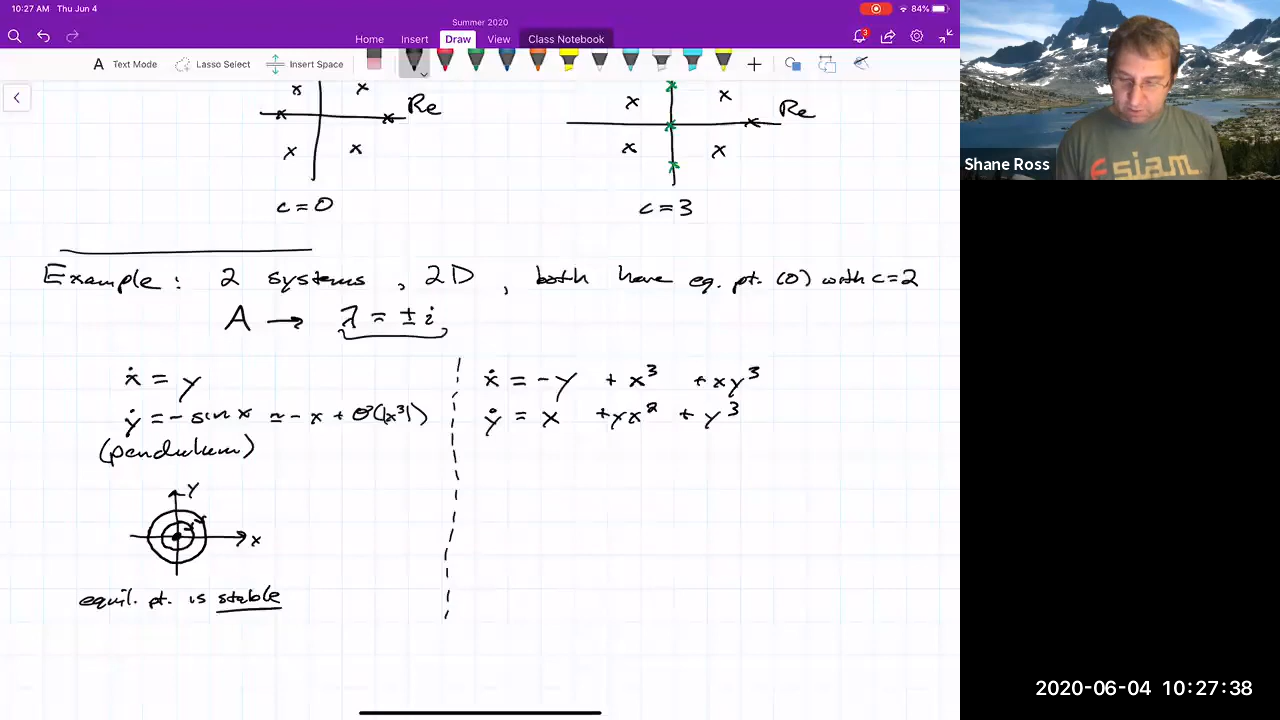 10:27 AM Thu Jun 4
84%
Summer 2020
Home Insert Draw View Class Notebook
3
A Text Mode Lasso Select Insert Space
Re
Re
c=0
c=3
Shane Ross
siam
Example: 2 systems, 2D, both have eq. pt. (0) with c=2
A → λ = ± i
ẋ = y
ẏ = - sin x ≃ - x + O(|x³|)
(pendulum)
y
x
equil. pt. is stable
ẋ = -y + x³ + xy³
ẏ = x + yx² + y³
2020-06-04 10:27:38